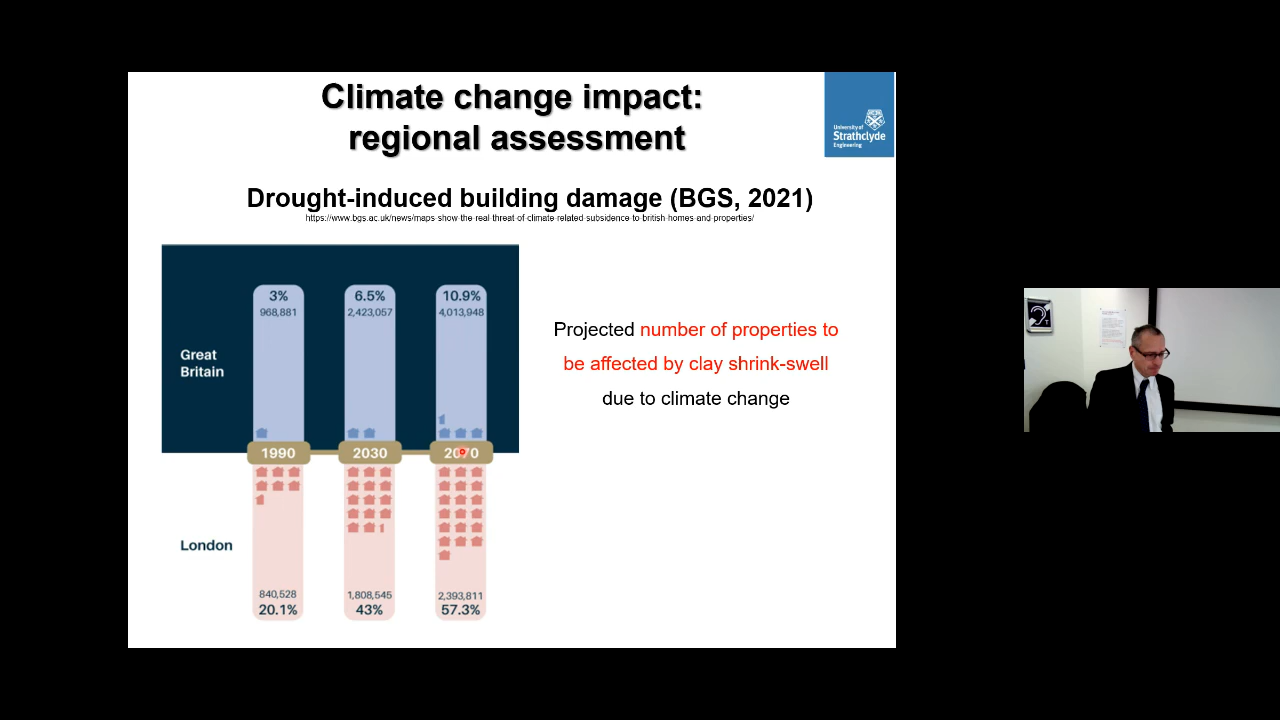 Climate change impact:
regional assessment
University of
Strathclyde
Engineering
Drought-induced building damage (BGS, 2021)
https://www.bgs.ac.uk/news/maps-show-the-real-threat-of-climate-related-subsidence-to-british-homes-and-properties/
3%
968,881
6.5%
2,423,057
10.9%
4,013,948
Great
Britain
1990
2030
2070
London
840,528
20.1%
1,808,545
43%
2,393,811
57.3%
Projected number of properties to
be affected by clay shrink-swell
due to climate change
T